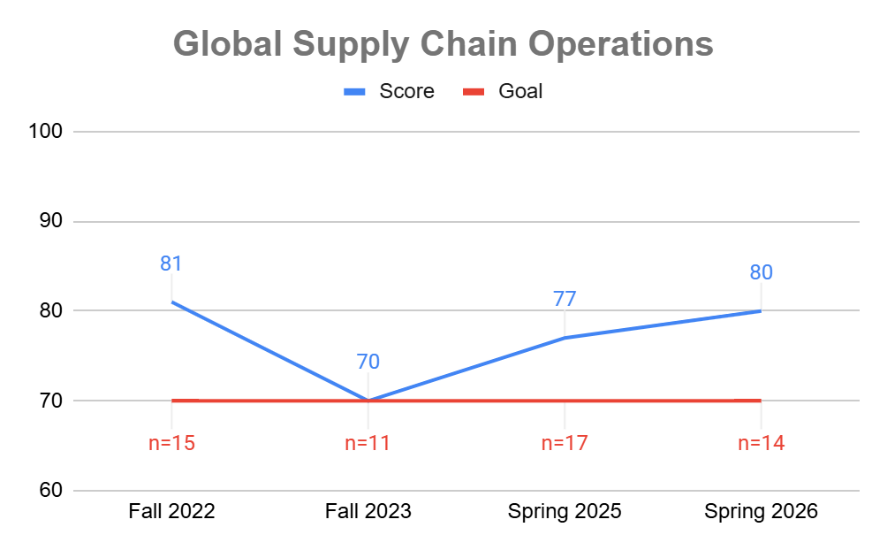 Global Supply Chain Operations
Score Goal
100
90
80
70
60
81
70
77
80
n=15 n=11 n=17 n=14
Fall 2022 Fall 2023 Spring 2025 Spring 2026